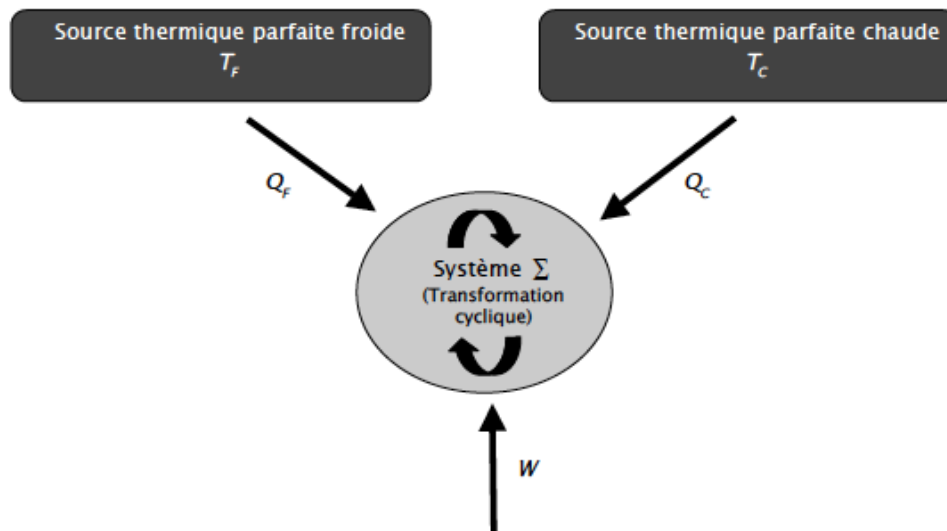 Source thermique parfaite froide
T_F
Source thermique parfaite chaude
T_C
Q_F
Q_C
Système Σ
(Transformation
cyclique)
W